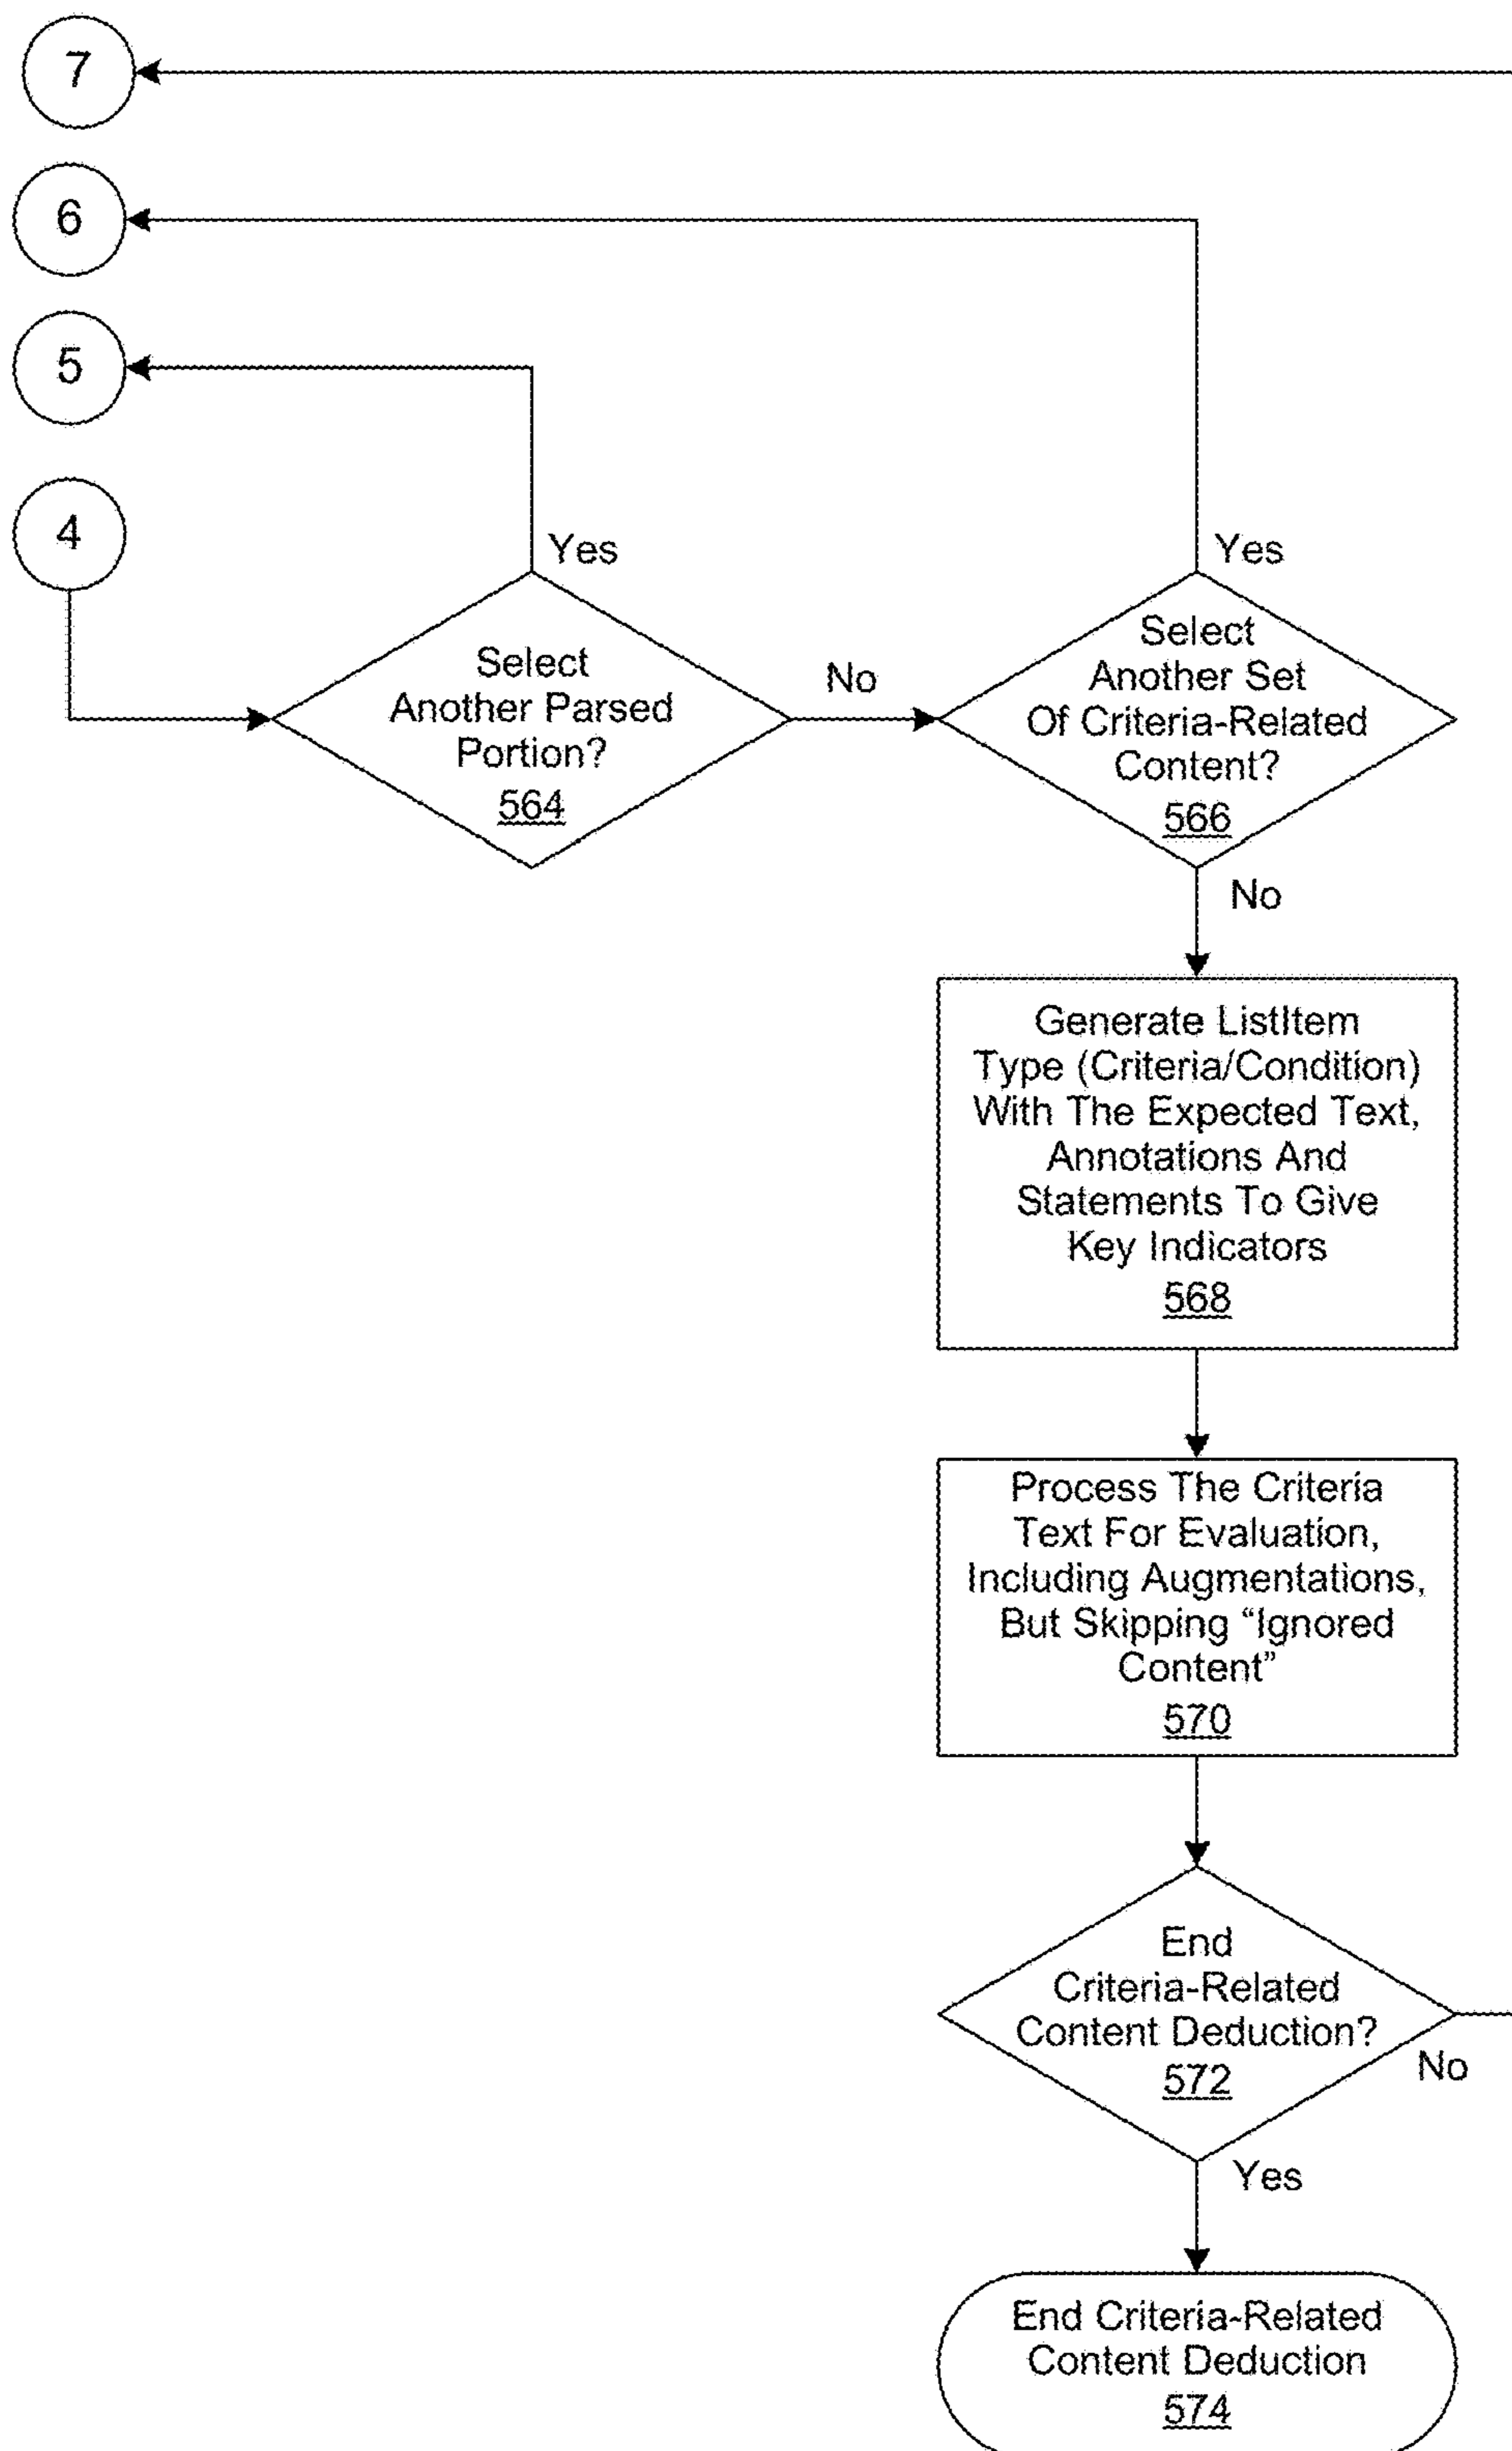 7
6
5
4
Yes
Select
Another Parsed
Portion?
564
No
Yes
Select
Another Set
Of Criteria-Related
Content?
566
No
Generate ListItem
Type (Criteria/Condition)
With The Expected Text,
Annotations And
Statements To Give
Key Indicators
568
Process The Criteria
Text For Evaluation,
Including Augmentations,
But Skipping “Ignored
Content”
570
End
Criteria-Related
Content Deduction?
572
No
Yes
End Criteria-Related
Content Deduction
574